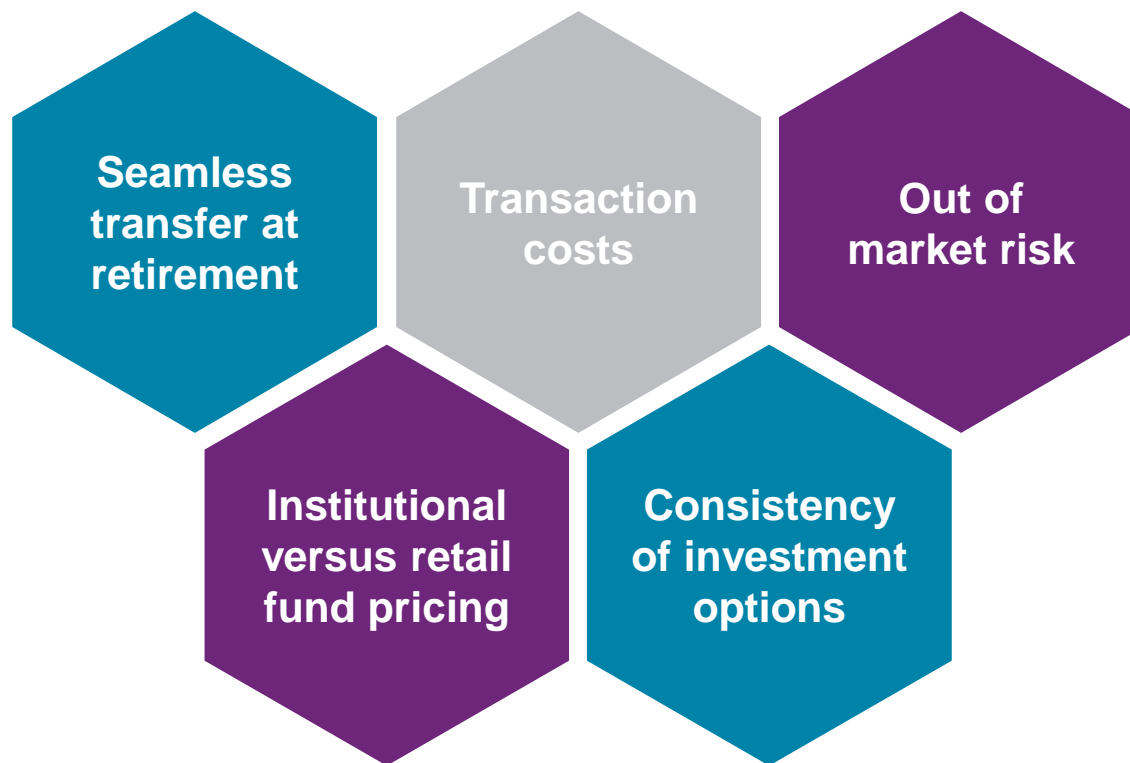 Seamless
transfer at
retirement
Transaction
costs
Out of
market risk
Institutional
versus retail
fund pricing
Consistency
of investment
options